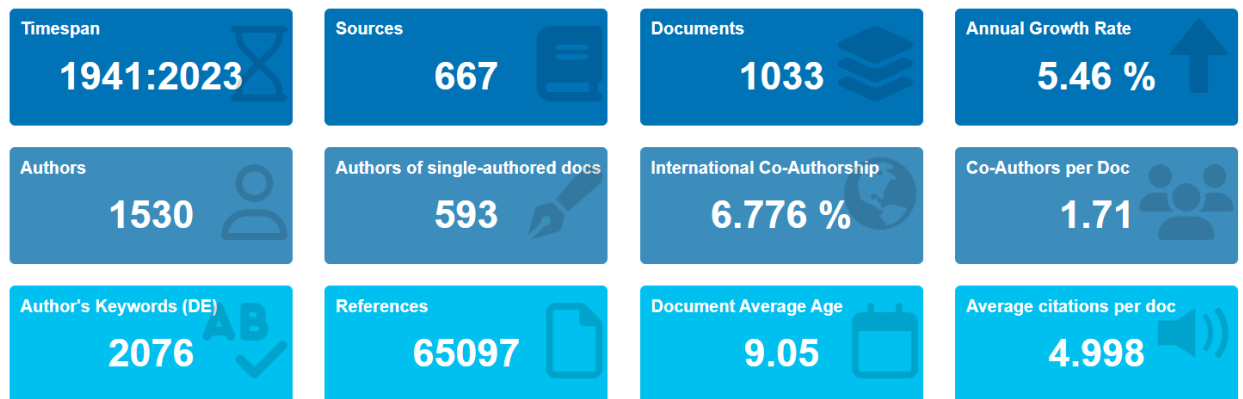 Timespan
1941:2023
Sources
667
Documents
1033
Annual Growth Rate
5.46 %
Authors
1530
Authors of single-authored docs
593
International Co-Authorship
6.776 %
Co-Authors per Doc
1.71
Author's Keywords (DE)
AB
2076
References
65097
Document Average Age
9.05
Average citations per doc
4.998